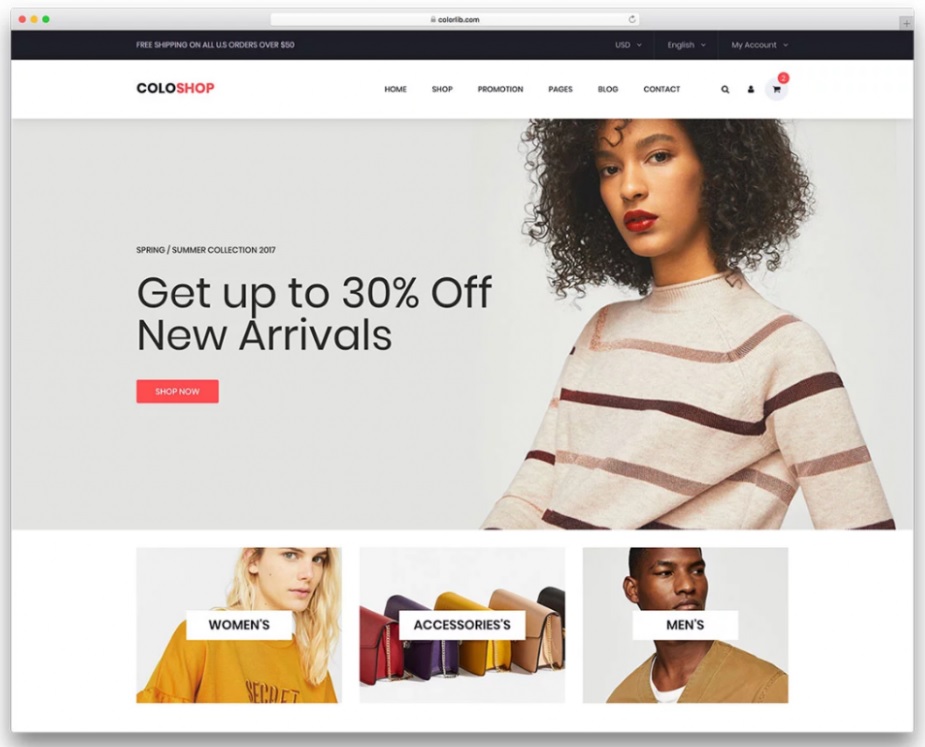 colorlib.com
FREE SHIPPING ON ALL U.S ORDERS OVER $50
USD
English
My Account
COLOSHOP
HOME
SHOP
PROMOTION
PAGES
BLOG
CONTACT
SPRING / SUMMER COLLECTION 2017
Get up to 30% Off
New Arrivals
SHOP NOW
WOMEN'S
ACCESSORIES'S
MEN'S
SECRET